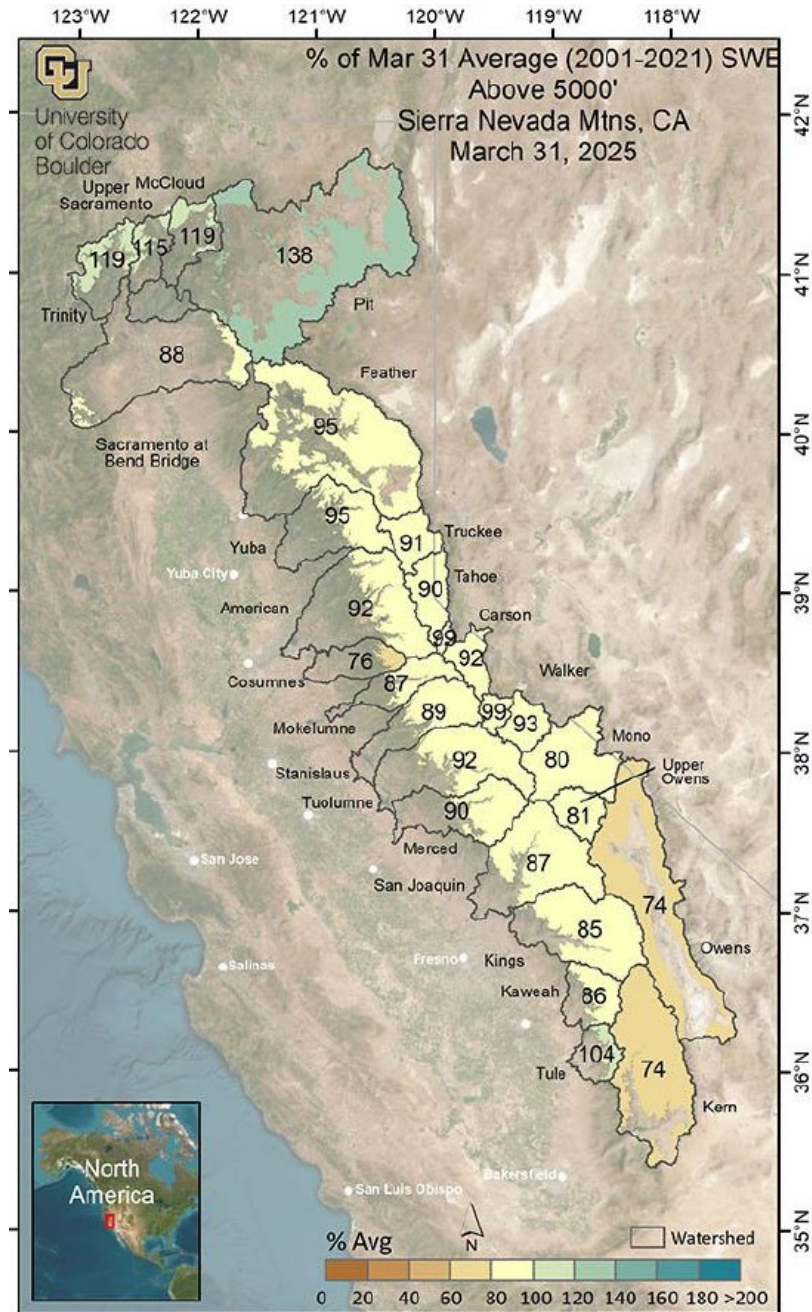 123°W 122°W 121°W 120°W 119°W 118°W
University
of Colorado
Boulder
% of Mar 31 Average (2001-2021) SWE
Above 5000'
Sierra Nevada Mtns, CA
March 31, 2025
42°N
41°N
40°N
39°N
38°N
37°N
36°N
35°N
Upper
Sacramento
McCloud
119
115
119
138
Trinity
Pit
88
Sacramento at
Bend Bridge
Feather
95
95
Yuba
91
Truckee
Yuba City
90
Tahoe
American
92
Carson
99
92
76
Cosumnes
Walker
87
Mokelumne
89
99
93
Mono
Stanislaus
92
80
Upper
Owens
Tuolumne
90
81
Merced
San Jose
87
San Joaquin
74
85
Owens
Salinas
Fresno
Kings
Kaweah
86
104
Tule
74
Kern
North
America
San Luis Obispo
Bakersfield
N
Watershed
% Avg
0 20 40 60 80 100 120 140 160 180 >200